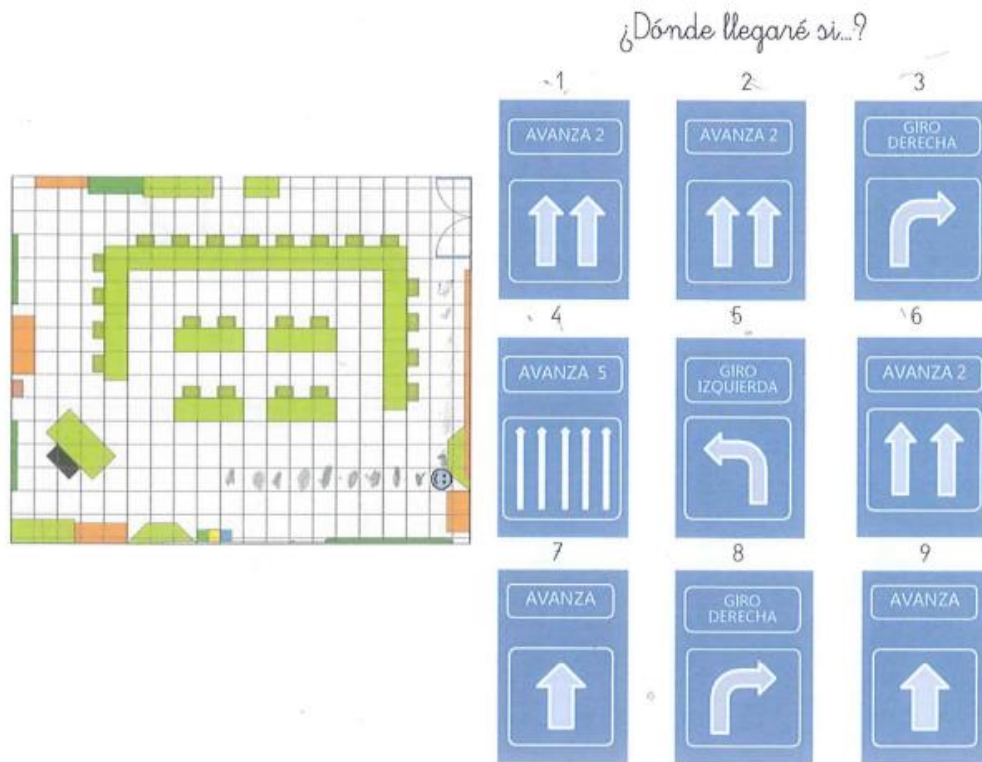 ¿Dónde llegaré si...?
1
2
3
AVANZA 2
AVANZA 2
GIRO
DERECHA
4
5
6
AVANZA 5
GIRO
IZQUIERDA
AVANZA 2
7
8
9
AVANZA
GIRO
DERECHA
AVANZA